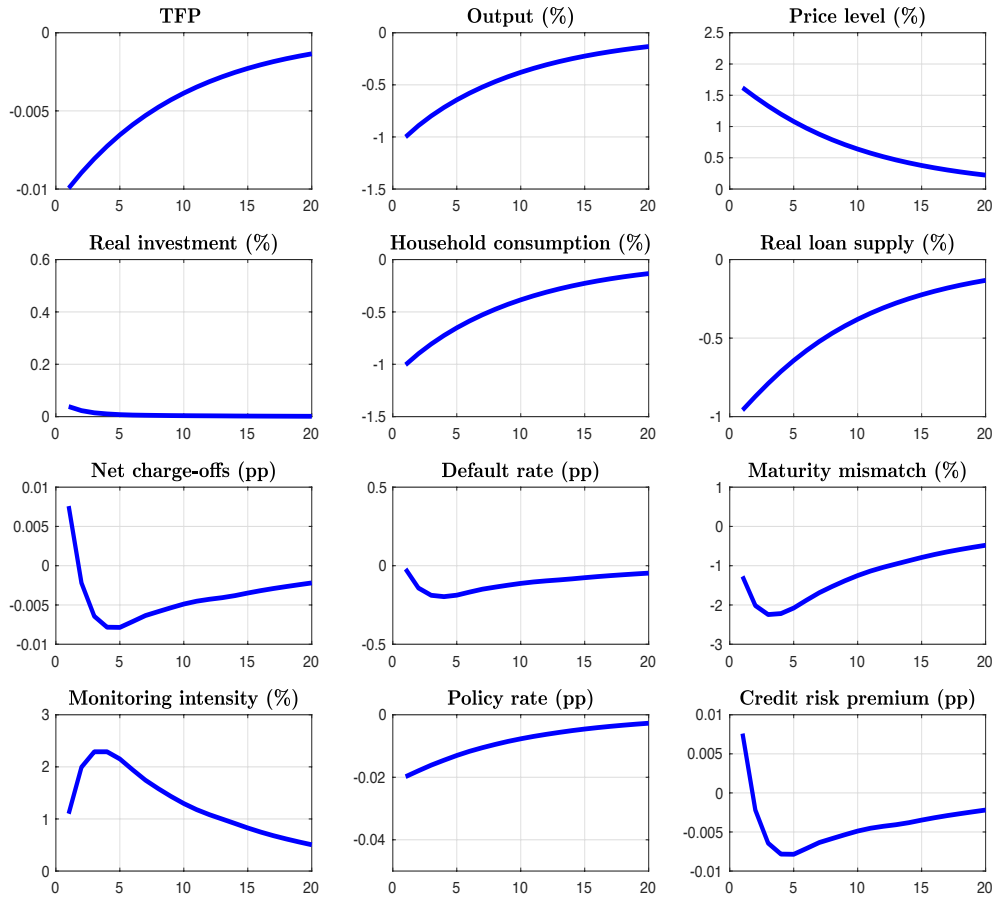 TFP
Output (%)
Price level (%)
0
-0.005
-0.01
0 5 10 15 20
0
-0.5
-1
-1.5
0 5 10 15 20
2.5
2
1.5
1
0.5
0
0 5 10 15 20
Real investment (%)
Household consumption (%)
Real loan supply (%)
0.6
0.4
0.2
0
0 5 10 15 20
0
-0.5
-1
-1.5
0 5 10 15 20
0
-0.5
-1
0 5 10 15 20
Net charge-offs (pp)
Default rate (pp)
Maturity mismatch (%)
0.01
0.005
0
-0.005
-0.01
0 5 10 15 20
0.5
0
-0.5
0 5 10 15 20
1
0
-1
-2
-3
0 5 10 15 20
Monitoring intensity (%)
Policy rate (pp)
Credit risk premium (pp)
3
2
1
0
0 5 10 15 20
0
-0.02
-0.04
0 5 10 15 20
0.01
0.005
0
-0.005
-0.01
0 5 10 15 20